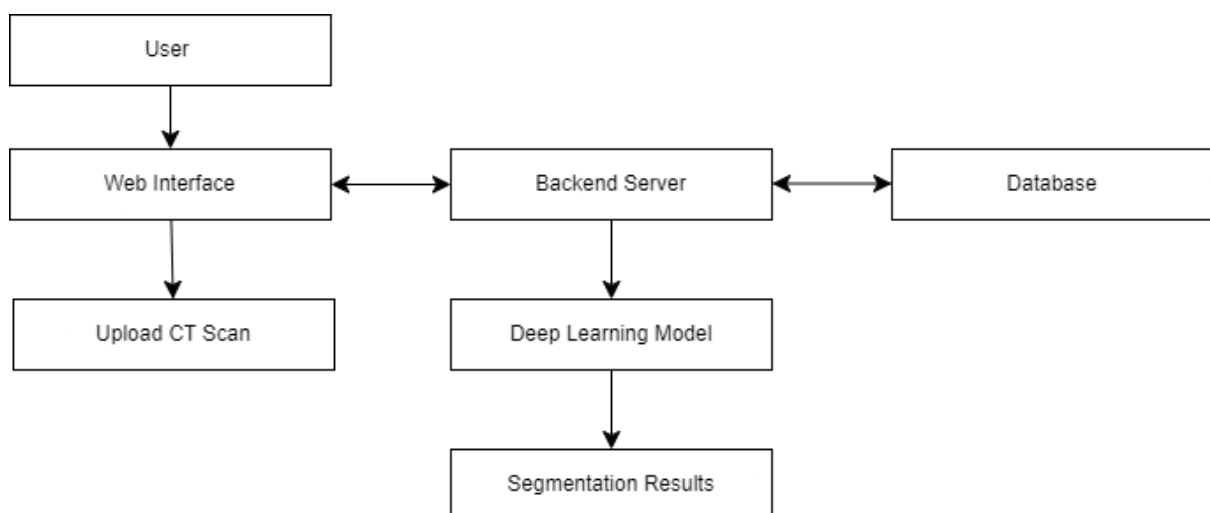 User
Web Interface
Backend Server
Database
Upload CT Scan
Deep Learning Model
Segmentation Results